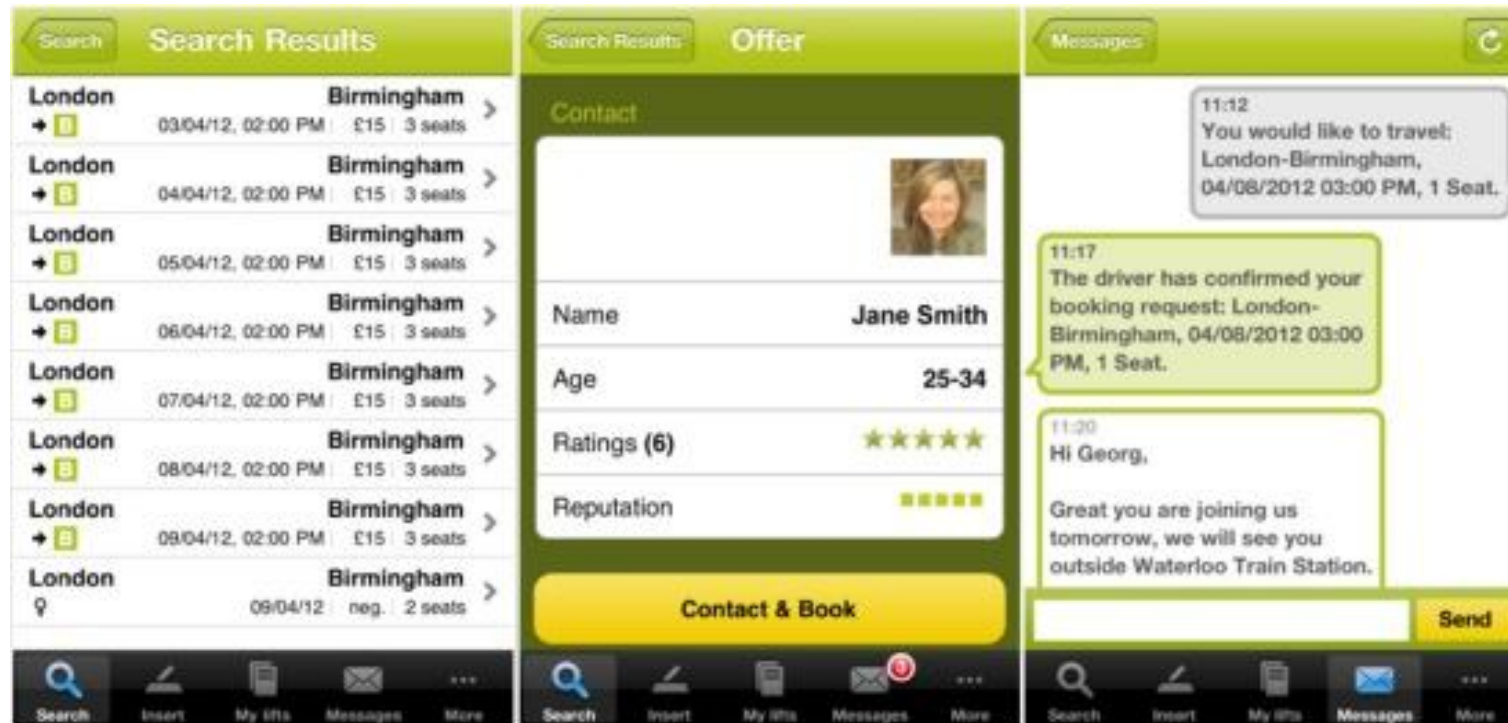 Search
Search Results
London Birmingham
B 03/04/12, 02:00 PM £15 3 seats
London Birmingham
B 04/04/12, 02:00 PM £15 3 seats
London Birmingham
B 05/04/12, 02:00 PM £15 3 seats
London Birmingham
B 06/04/12, 02:00 PM £15 3 seats
London Birmingham
B 07/04/12, 02:00 PM £15 3 seats
London Birmingham
B 08/04/12, 02:00 PM £15 3 seats
London Birmingham
B 09/04/12, 02:00 PM £15 3 seats
London Birmingham
09/04/12 neg. 2 seats
Search Insert My lifts Messages More
Search Results
Offer
Contact
Name Jane Smith
Age 25-34
Ratings (6)
Reputation
Contact & Book
3
Search Insert My lifts Messages More
Messages
11:12
You would like to travel:
London-Birmingham,
04/08/2012 03:00 PM, 1 Seat.
11:17
The driver has confirmed your
booking request: London-
Birmingham, 04/08/2012 03:00
PM, 1 Seat.
11:20
Hi Georg,
Great you are joining us
tomorrow, we will see you
outside Waterloo Train Station.
Send
Search Insert My lifts Messages More